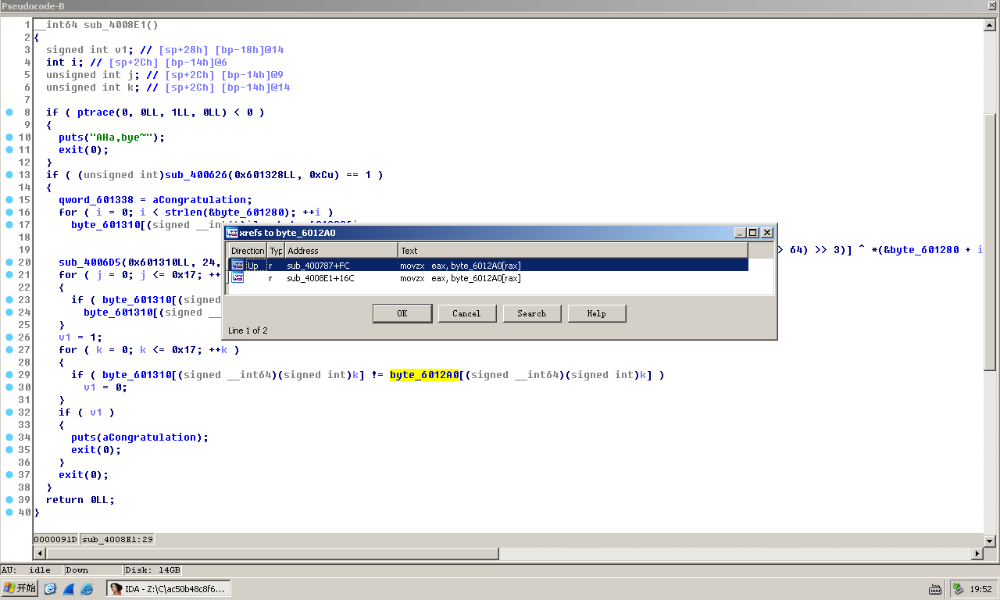 Pseudocode-B
1 __int64 sub_4008E1()
2 {
3 signed int v1; // [sp+28h] [bp-18h]@14
4 int i; // [sp+2Ch] [bp-14h]@6
5 unsigned int j; // [sp+2Ch] [bp-14h]@9
6 unsigned int k; // [sp+2Ch] [bp-14h]@14
7
8 if ( ptrace(0, 0LL, 1LL, 0LL) < 0 )
9 {
10 puts("AHa,bye~");
11 exit(0);
12 }
13 if ( (unsigned int)sub_400626(0x601328LL, 0xCu) == 1 )
14 {
15 qword_601338 = aCongratulation;
16 for ( i = 0; i < strlen(&byte_601280); ++i )
17 byte_601310[(signed __int
18
19 > 64) >> 3)] ^ *(&byte_601280 + i
20 sub_4006D5(0x601310LL, 24,
21 for ( j = 0; j <= 0x17; ++
22 {
23 if ( byte_601310[(signed
24 byte_601310[(signed __
25 }
26 v1 = 1;
27 for ( k = 0; k <= 0x17; ++k )
28 {
29 if ( byte_601310[(signed __int64)(signed int)k] != byte_6012A0[(signed __int64)(signed int)k] )
30 v1 = 0;
31 }
32 if ( v1 )
33 {
34 puts(aCongratulation);
35 exit(0);
36 }
37 exit(0);
38 }
39 return 0LL;
40 }
xrefs to byte_6012A0
Direction Typ Address Text
Up r sub_400787+FC movzx eax, byte_6012A0[rax]
r sub_4008E1+16C movzx eax, byte_6012A0[rax]
OK Cancel Search Help
Line 1 of 2
0000091D sub_4008E1:29
AU: idle Down Disk: 14GB
开始 IDA - Z:\C\ac50b48c8f6... 19:52